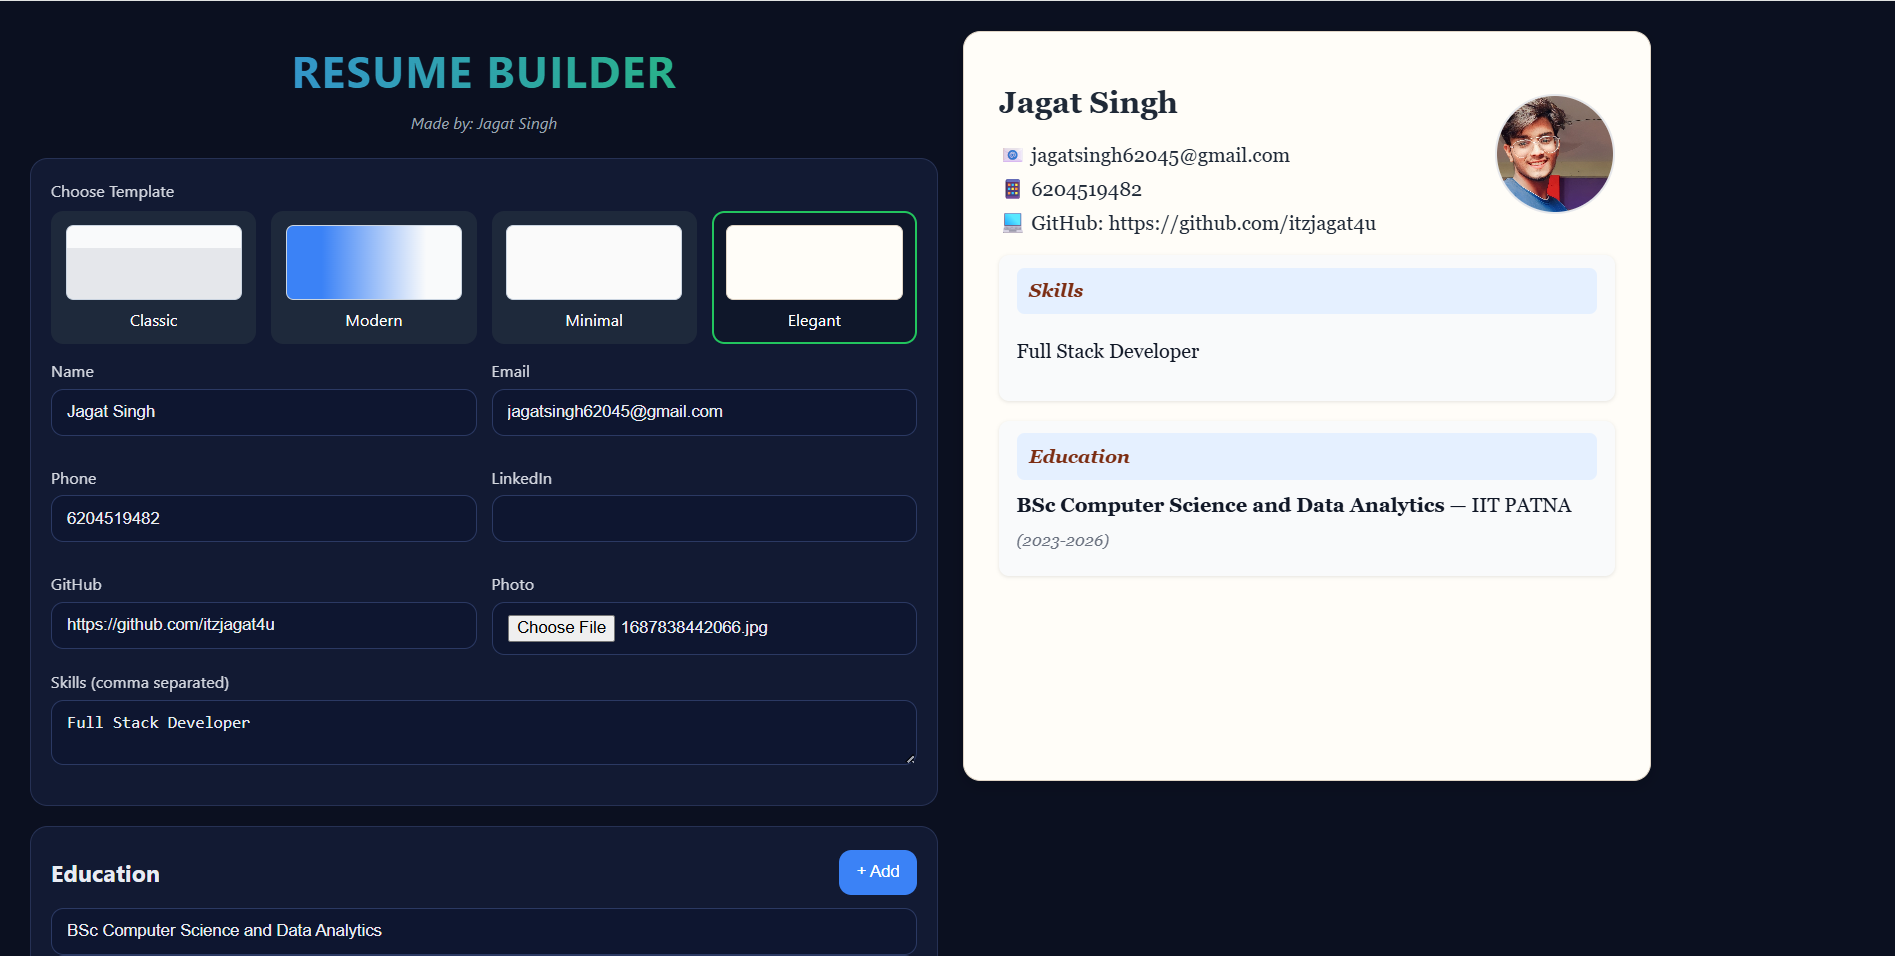 RESUME BUILDER
Made by: Jagat Singh
Choose Template
Classic
Modern
Minimal
Elegant
Name
Email
Jagat Singh
jagatsingh62045@gmail.com
Phone
LinkedIn
6204519482
GitHub
Photo
https://github.com/itzjagat4u
Choose File 1687838442066.jpg
Skills (comma separated)
Full Stack Developer
Education
+ Add
BSc Computer Science and Data Analytics
Jagat Singh
jagatsingh62045@gmail.com
6204519482
GitHub: https://github.com/itzjagat4u
Skills
Full Stack Developer
Education
BSc Computer Science and Data Analytics — IIT PATNA
(2023-2026)